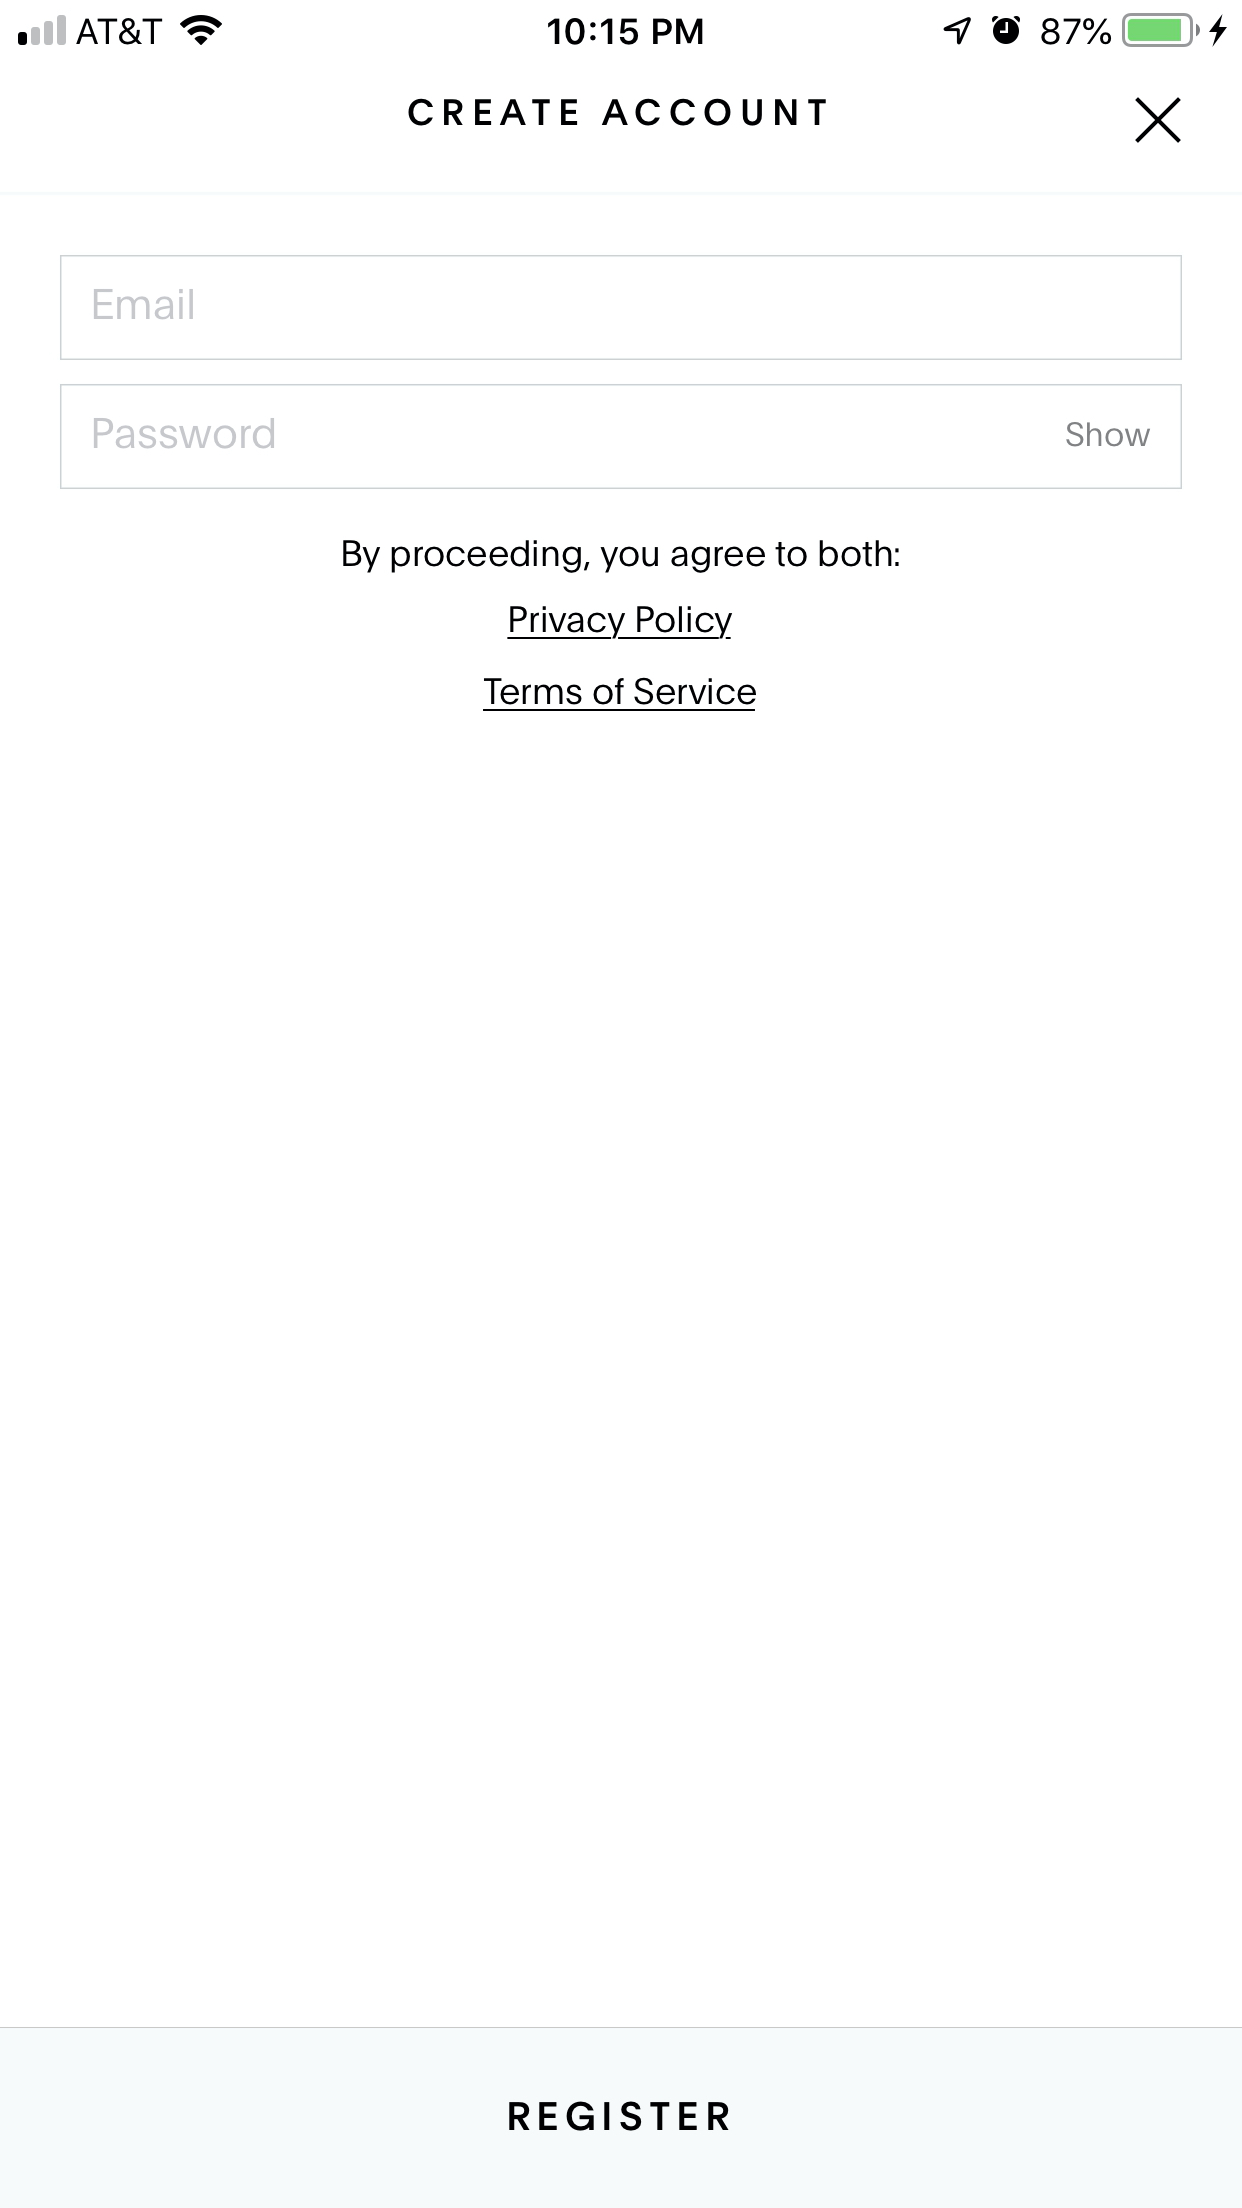 AT&T 10:15 PM 87%
CREATE ACCOUNT
Email
Password Show
By proceeding, you agree to both:
Privacy Policy
Terms of Service
REGISTER